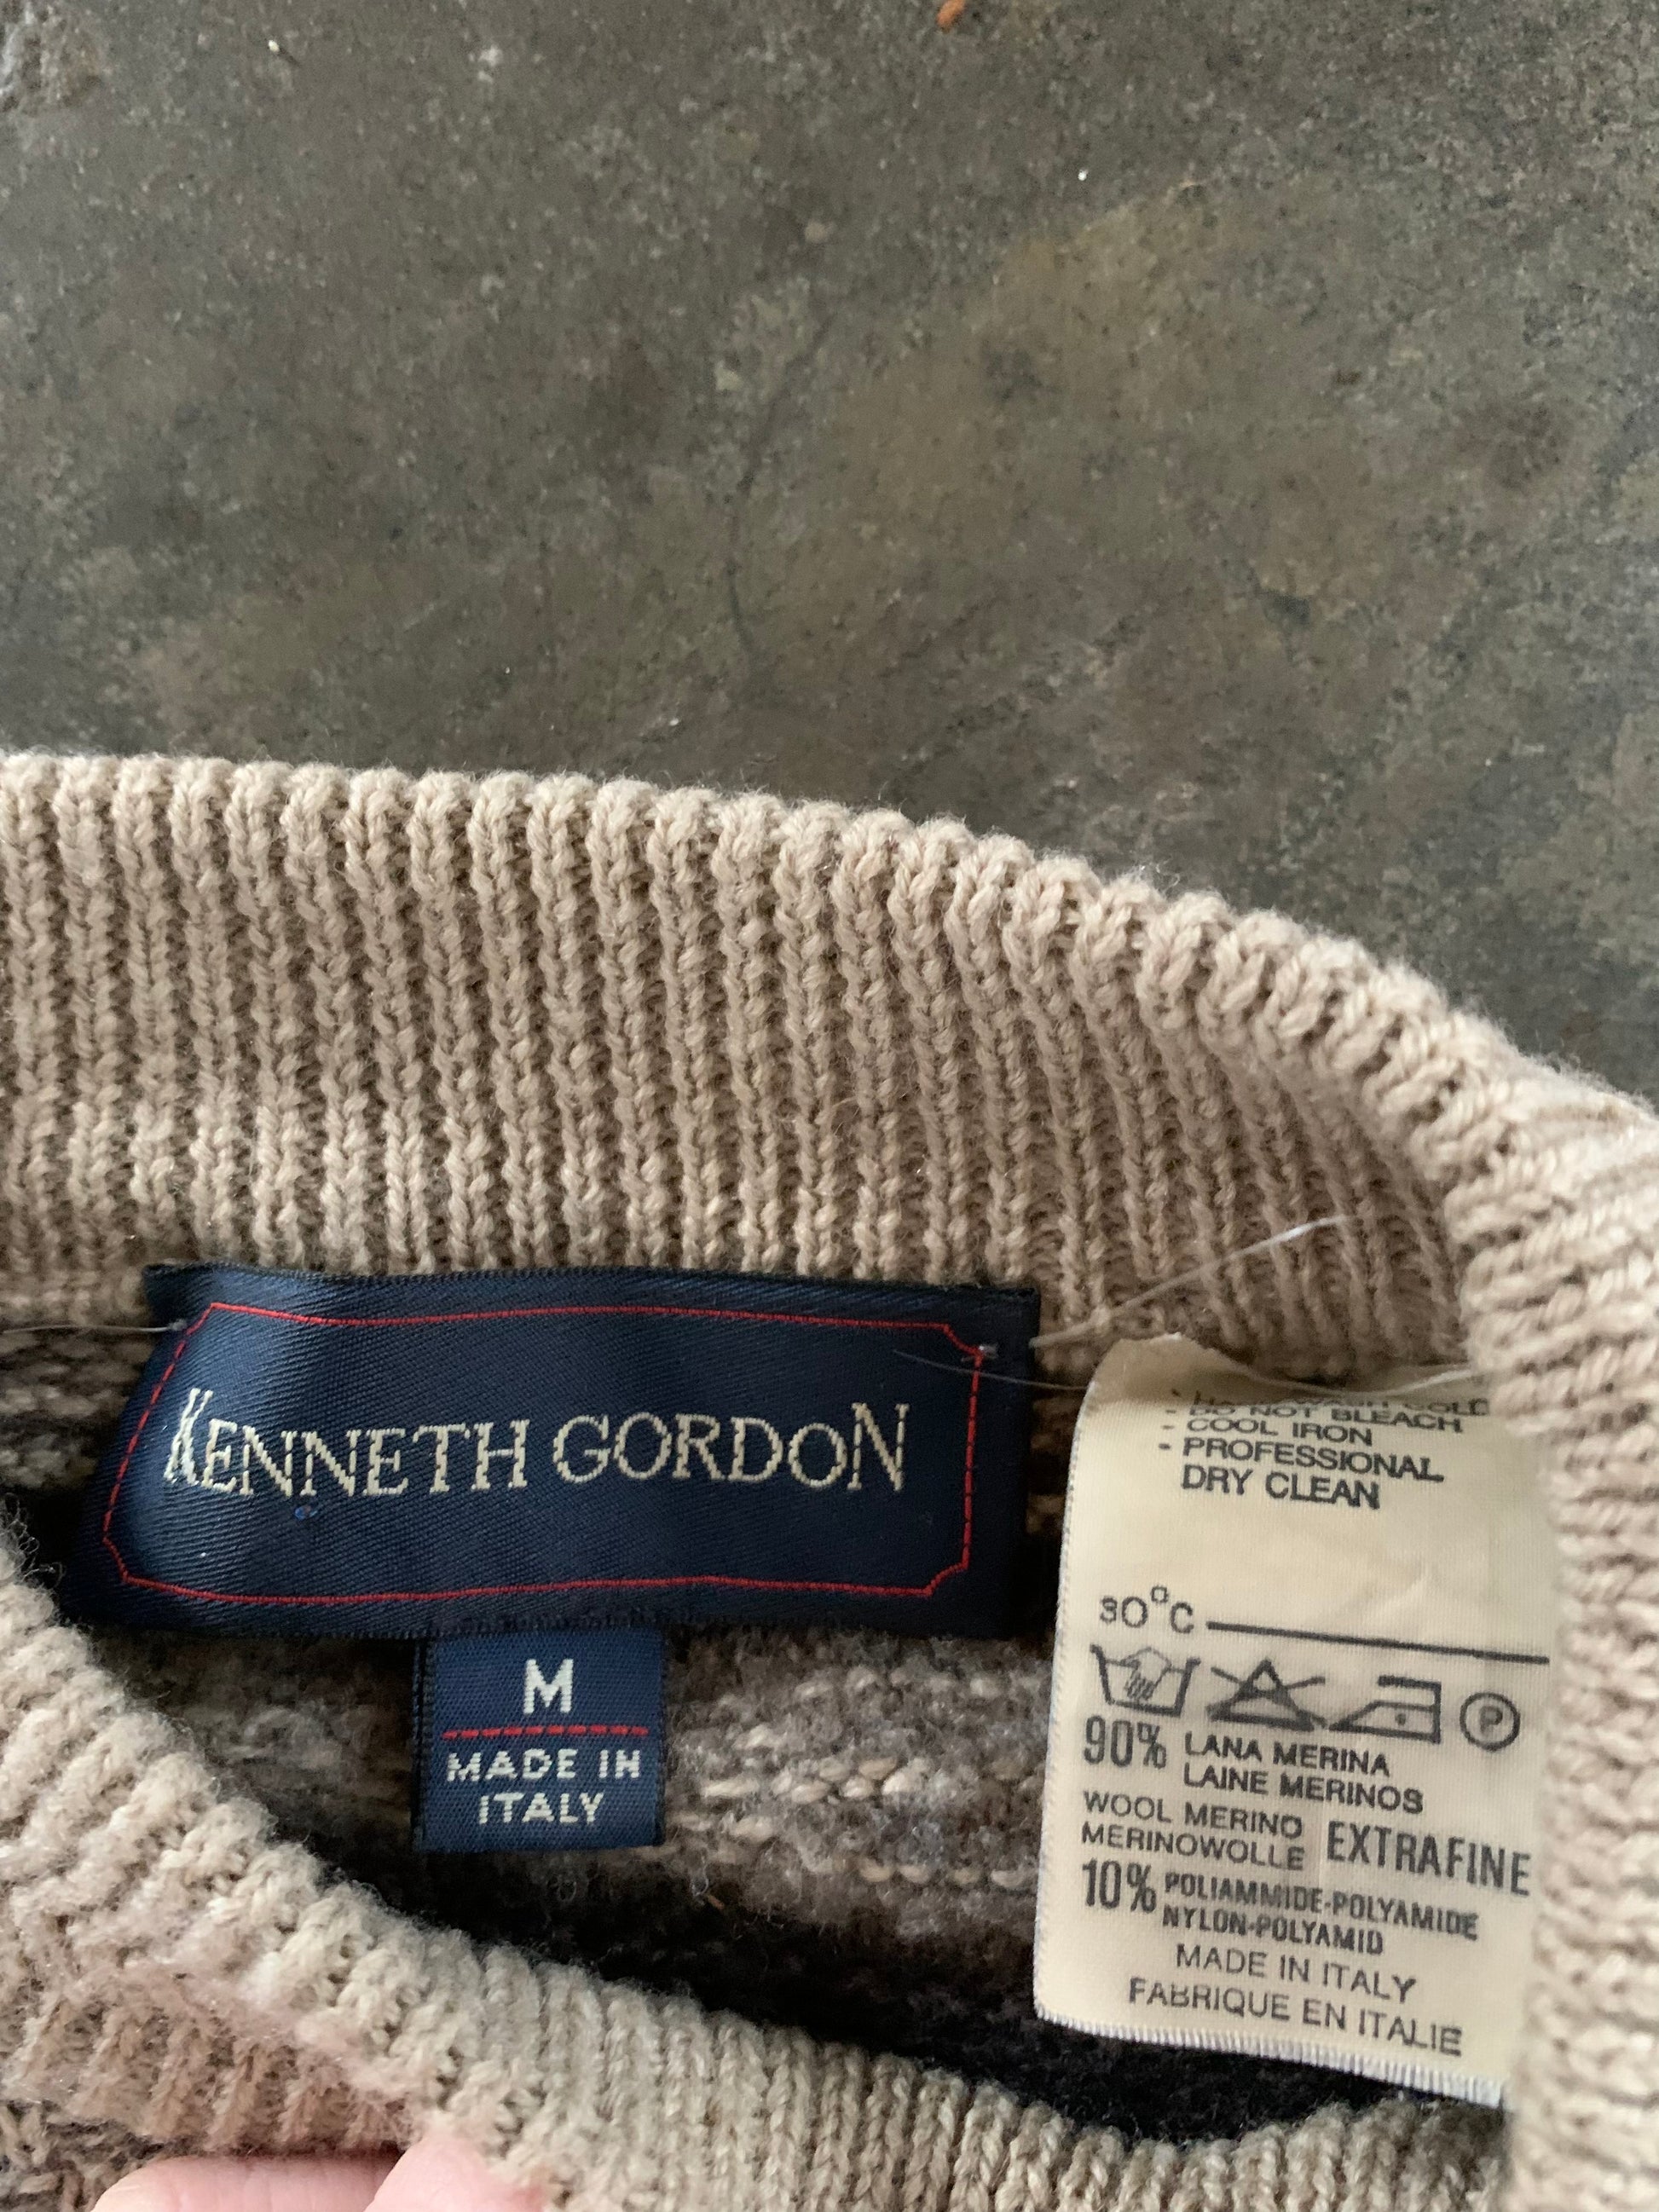 KENNETH GORDON
M
MADE IN
ITALY
- DO NOT BLEACH
- COOL IRON
- PROFESSIONAL
DRY CLEAN
30°C
P
90% LANA MERINA
LAINE MERINOS
WOOL MERINO
MERINOWOLLE EXTRAFINE
10% POLIAMMIDE-POLYAMIDE
NYLON-POLYAMID
MADE IN ITALY
FABRIQUE EN ITALIE